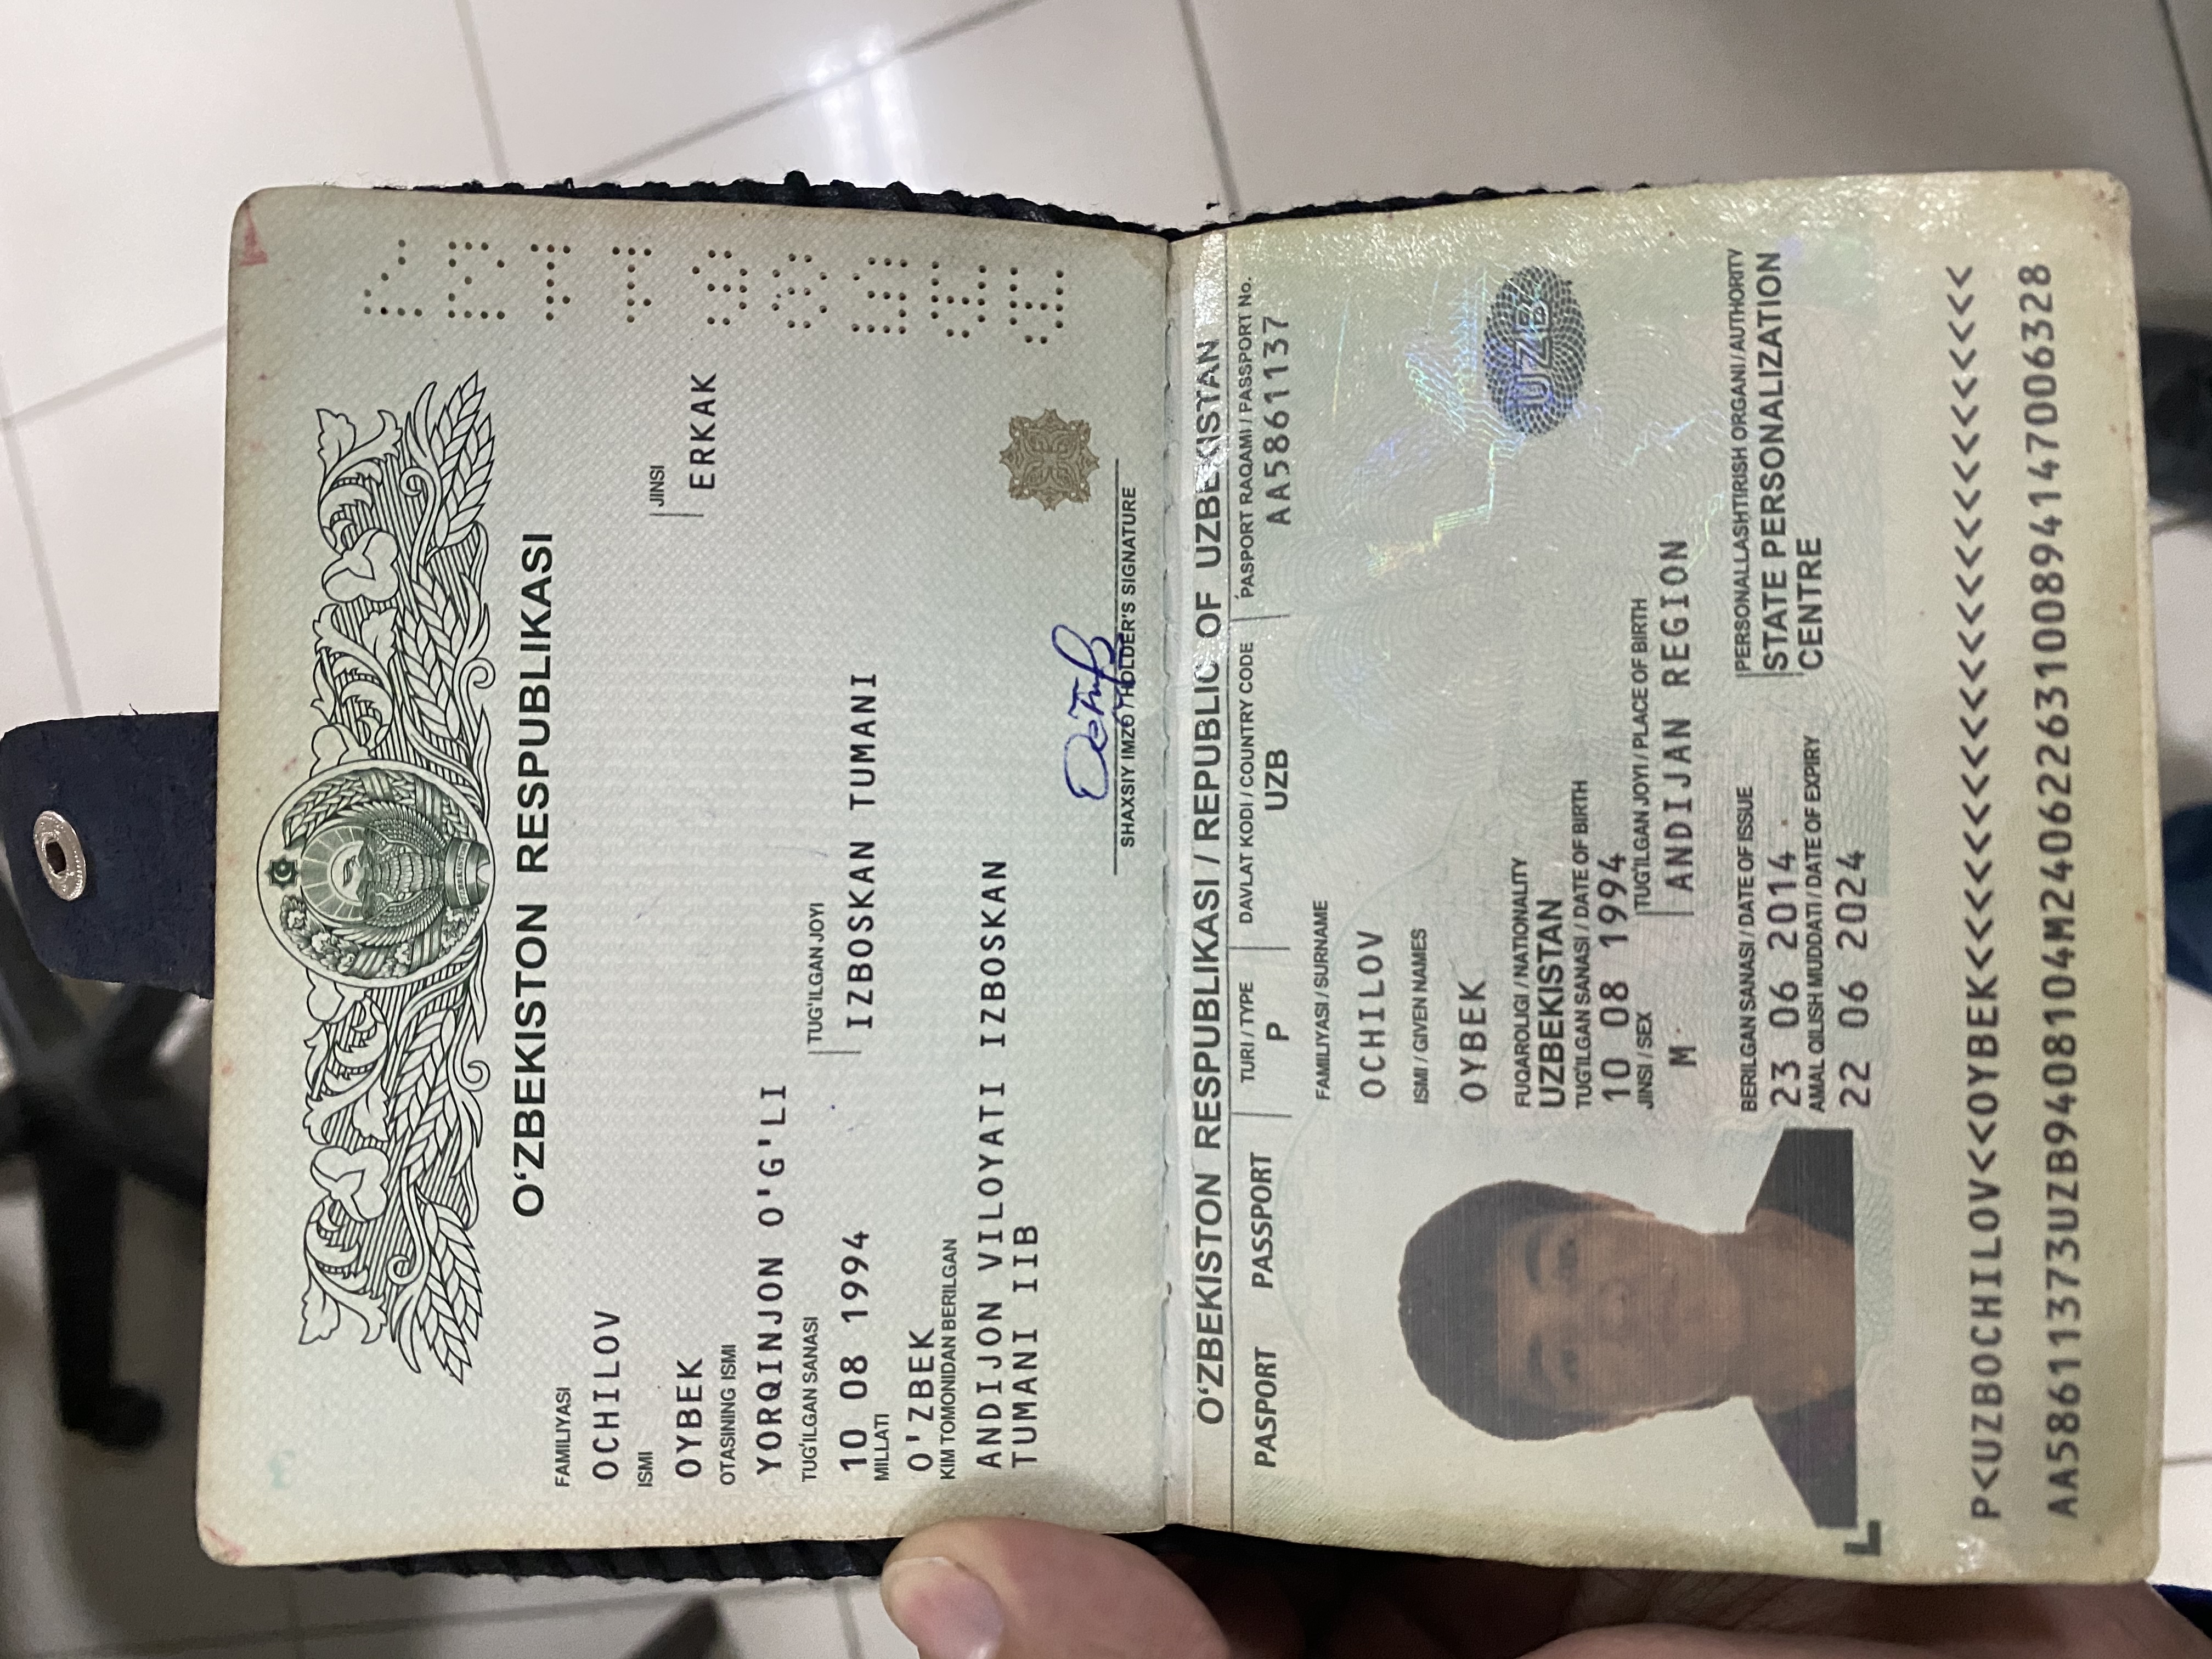 O'ZBEKISTON
O‘ZBEKISTON RESPUBLIKASI
FAMILIYASI
OCHILOV
ISMI
OYBEK
JINSI
ERKAK
OTASINING ISMI
YORQINJON O'G'LI
TUG‘ILGAN SANASI
TUG‘ILGAN JOYI
10 08 1994
IZBOSKAN TUMANI
MILLATI
O'ZBEK
KIM TOMONIDAN BERILGAN
ANDIJON VILOYATI IZBOSKAN
TUMANI IIB
SHAXSIY IMZO / HOLDER'S SIGNATURE
AA5861137
O‘ZBEKISTON RESPUBLIKASI / REPUBLIC OF UZBEKISTAN
PASPORT PASSPORT
TURI / TYPE
P
DAVLAT KODI / COUNTRY CODE
UZB
PASPORT RAQAMI / PASSPORT No.
AA5861137
FAMILIYASI / SURNAME
OCHILOV
ISMI / GIVEN NAMES
OYBEK
FUQAROLIGI / NATIONALITY
UZBEKISTAN
UZB
TUG‘ILGAN SANASI / DATE OF BIRTH
10 08 1994
JINSI / SEX
M
TUG‘ILGAN JOYI / PLACE OF BIRTH
ANDIJAN REGION
BERILGAN SANASI / DATE OF ISSUE
23 06 2014
PERSONALLASHTIRISH ORGANI / AUTHORITY
STATE PERSONALIZATION
CENTRE
AMAL QILISH MUDDATI / DATE OF EXPIRY
22 06 2024
P<UZBOCHILOV<<OYBEK<<<<<<<<<<<<<<<<<<<<<<<<<
AA58611373UZB9408104M24062263100894147006328